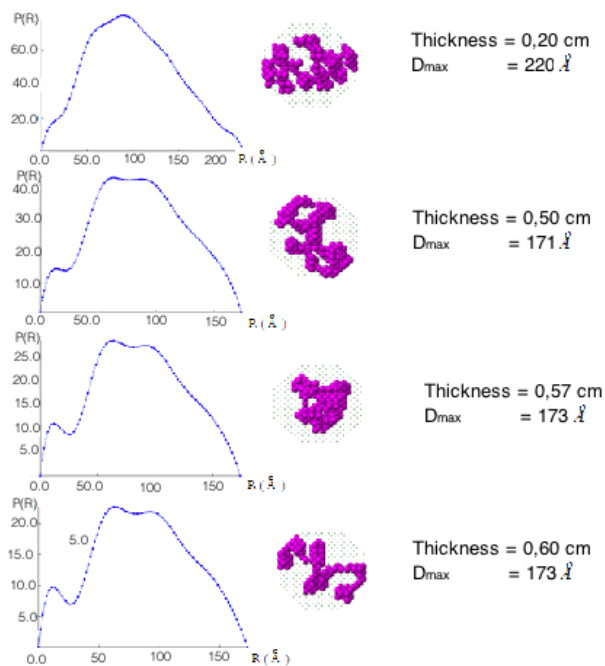 P(R)
60.0
40.0
20.0
0.0 50.0 100 150 200 R (Å)
Thickness = 0,20 cm
Dmax = 220 Å
P(R)
40.0
30.0
20.0
10.0
0.0 50.0 100 150 R (Å)
Thickness = 0,50 cm
Dmax = 171 Å
P(R)
25.0
20.0
15.0
10.0
5.0
0.0 50.0 100 150 R (Å)
Thickness = 0,57 cm
Dmax = 173 Å
P(R)
20.0
5.0
15.0
10.0
5.0
0.0 50 100 150 R (Å)
Thickness = 0,60 cm
Dmax = 173 Å